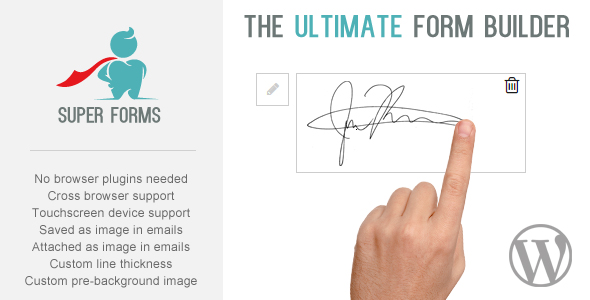 THE ULTIMATE FORM BUILDER
SUPER FORMS
No browser plugins needed
Cross browser support
Touchscreen device support
Saved as image in emails
Attached as image in emails
Custom line thickness
Custom pre-background image
W